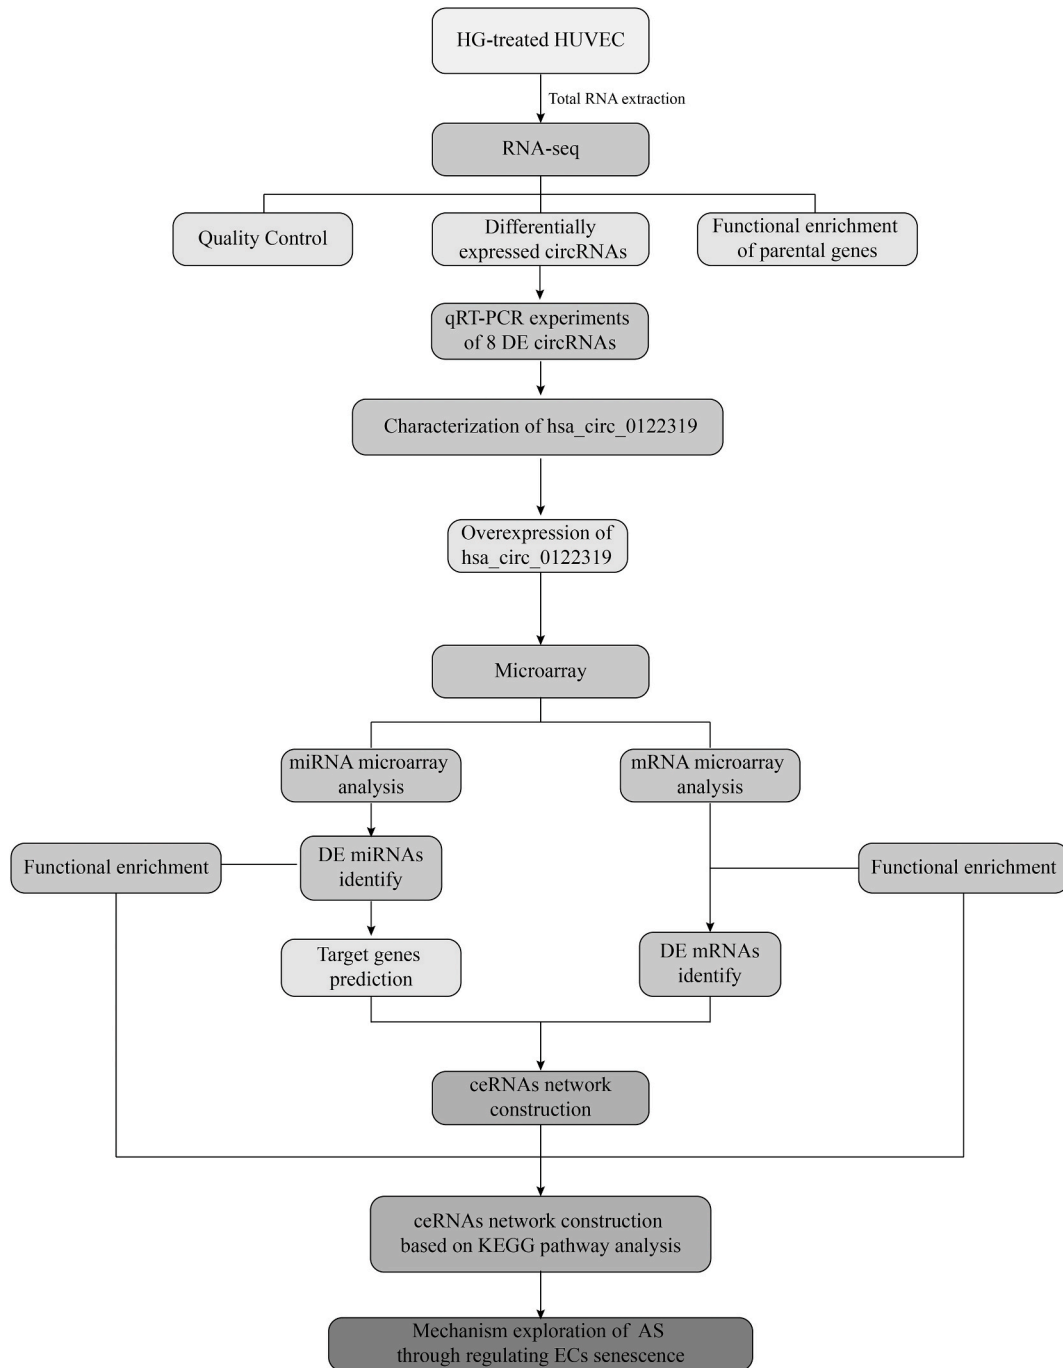 HG-treated HUVEC
Total RNA extraction
RNA-seq
Quality Control
Differentially
expressed circRNAs
Functional enrichment
of parental genes
qRT-PCR experiments
of 8 DE circRNAs
Characterization of hsa_circ_0122319
Overexpression of
hsa_circ_0122319
Microarray
miRNA microarray
analysis
mRNA microarray
analysis
Functional enrichment
DE miRNAs
identify
Functional enrichment
Target genes
prediction
DE mRNAs
identify
ceRNAs network
construction
ceRNAs network construction
based on KEGG pathway analysis
Mechanism exploration of AS
through regulating ECs senescence